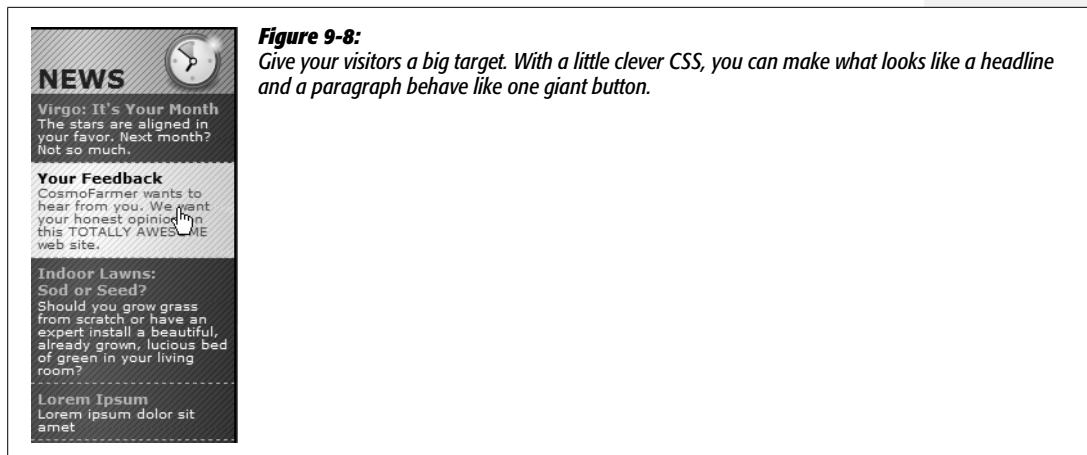 Figure 9-8:
Give your visitors a big target. With a little clever CSS, you can make what looks like a headline
and a paragraph behave like one giant button.
NEWS
Virgo: It's Your Month
The stars are aligned in
your favor. Next month?
Not so much.
Your Feedback
CosmoFarmer wants to
hear from you. We want
your honest opinion on
this TOTALLY AWESOME
web site.
Indoor Lawns:
Sod or Seed?
Should you grow grass
from scratch or have an
expert install a beautiful,
already grown, lucious bed
of green in your living
room?
Lorem Ipsum
Lorem ipsum dolor sit
amet